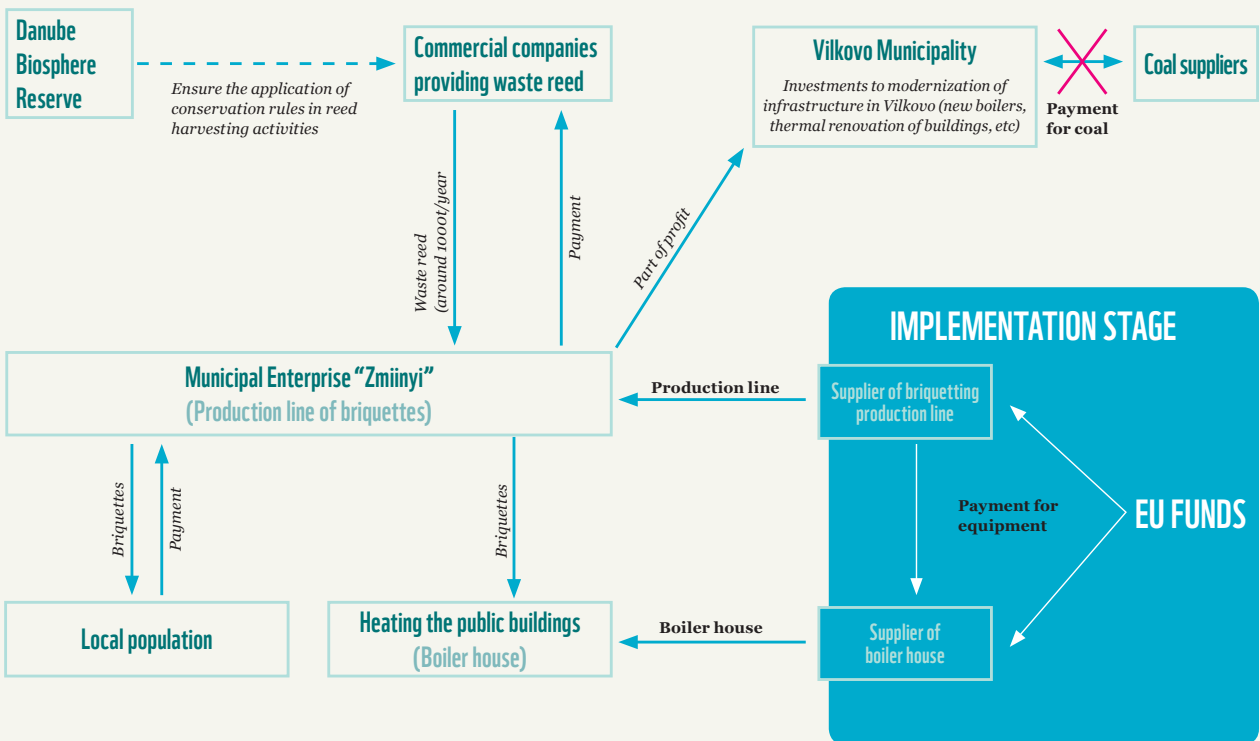 Danube
Biosphere
Reserve
Ensure the application of
conservation rules in reed
harvesting activities
Commercial companies
providing waste reed
Vilkovo Municipality
Investments to modernization of
infrastructure in Vilkovo (new boilers,
thermal renovation of buildings, etc)
Payment
for coal
Coal suppliers
Waste reed
(around 1000t/year
Payment
Part of profit
IMPLEMENTATION STAGE
Municipal Enterprise “Zmiinyi”
(Production line of briquettes)
Production line
Supplier of briquetting
production line
Briquettes
Payment
Briquettes
Payment for
equipment
EU FUNDS
Local population
Heating the public buildings
(Boiler house)
Boiler house
Supplier of
boiler house